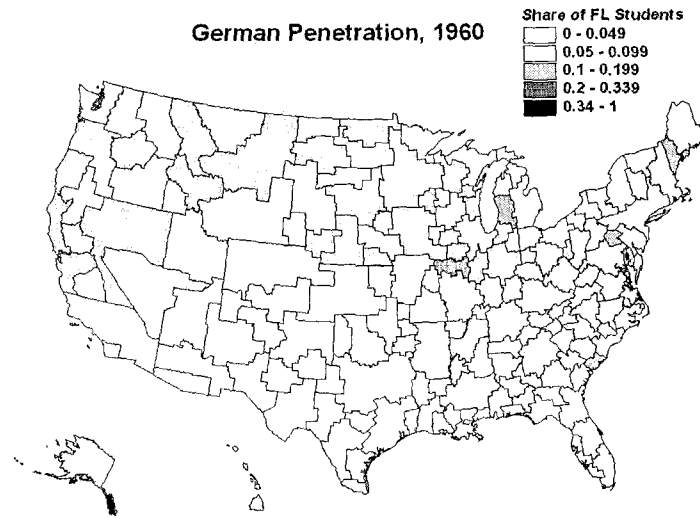 German Penetration, 1960
Share of FL Students
0 - 0.049
0.05 - 0.099
0.1 - 0.199
0.2 - 0.339
0.34 - 1